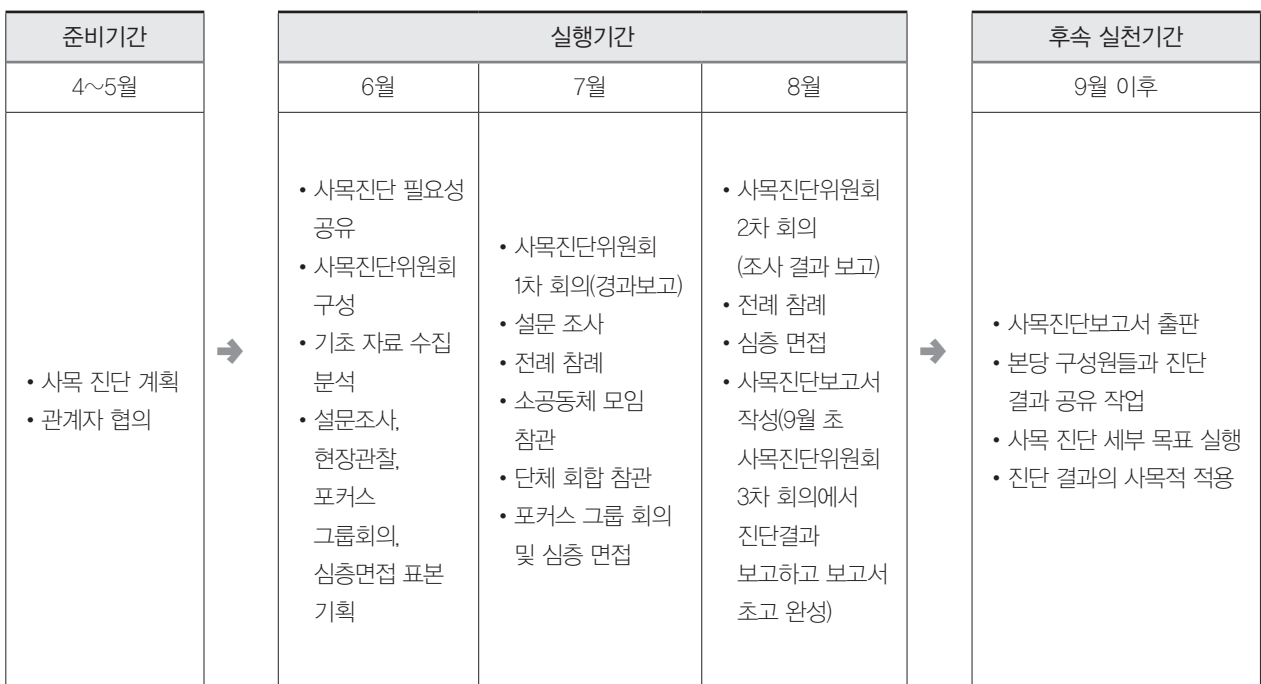 준비기간
4~5월
• 사목 진단 계획
• 관계자 협의
실행기간
6월
• 사목진단 필요성
공유
• 사목진단위원회
구성
• 기초 자료 수집
분석
• 설문조사,
현장관찰,
포커스
그룹회의,
심층면접 표본
기획
7월
• 사목진단위원회
1차 회의(경과보고)
• 설문 조사
• 전례 참례
• 소공동체 모임
참관
• 단체 회합 참관
• 포커스 그룹 회의
및 심층 면접
8월
• 사목진단위원회
2차 회의
(조사 결과 보고)
• 전례 참례
• 심층 면접
• 사목진단보고서
작성(9월 초
사목진단위원회
3차 회의에서
진단결과
보고하고 보고서
초고 완성)
후속 실천기간
9월 이후
• 사목진단보고서 출판
• 본당 구성원들과 진단
결과 공유 작업
• 사목 진단 세부 목표 실행
• 진단 결과의 사목적 적용